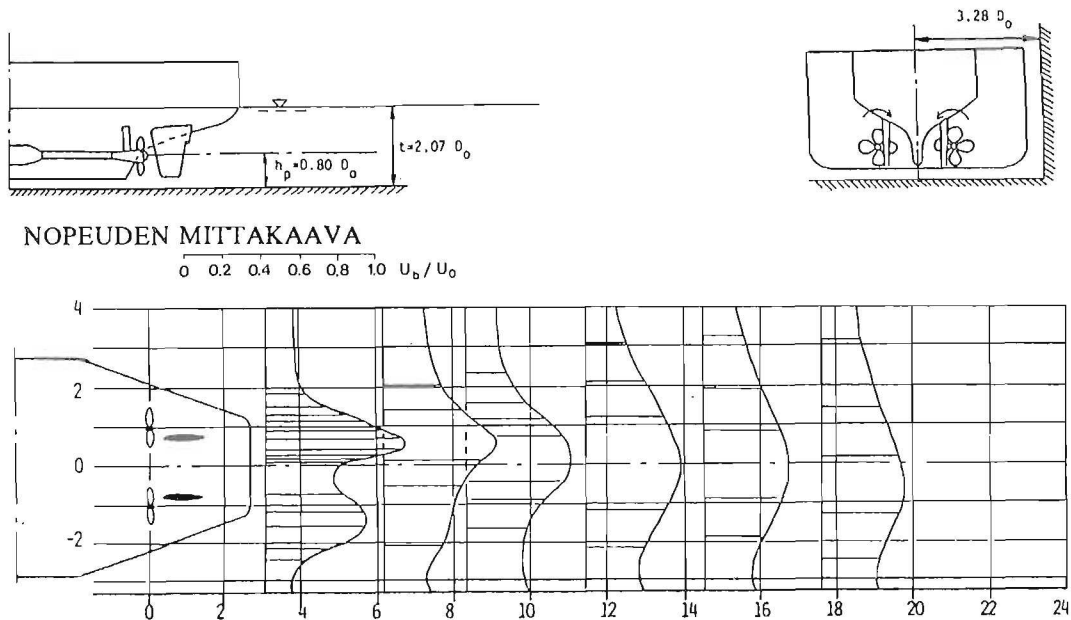 3.28 D₀
t=2.07 D₀
hₚ=0.80 D₀
NOPEUDEN MITTAKAAVA
0 0.2 0.4 0.6 0,8 1.0 U_b/U₀
4
2
0
-2
0 2 4 6 8 10 12 14 16 18 20 22 24